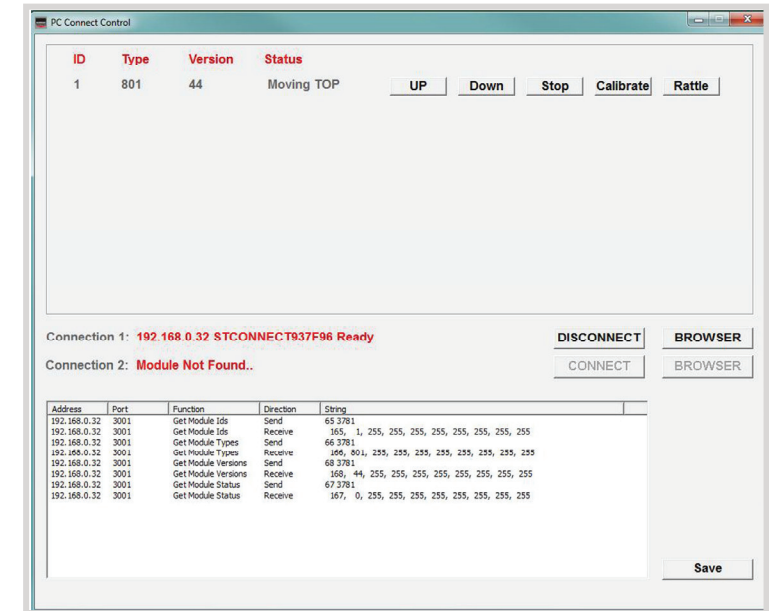 PC Connect Control
ID Type Version Status
1 801 44 Moving TOP UP Down Stop Calibrate Rattle
Connection 1: 192.168.0.32 STCONNECT937F96 Ready DISCONNECT BROWSER
Connection 2: Module Not Found.. CONNECT BROWSER
Address Port Function Direction String
192.168.0.32 3001 Get Module Ids Send 65 3781
192.168.0.32 3001 Get Module Ids Receive 165, 1, 255, 255, 255, 255, 255, 255, 255, 255
192.168.0.32 3001 Get Module Types Send 66 3781
192.168.0.32 3001 Get Module Types Receive 166, 801, 255, 255, 255, 255, 255, 255, 255, 255
192.168.0.32 3001 Get Module Versions Send 68 3781
192.168.0.32 3001 Get Module Versions Receive 168, 44, 255, 255, 255, 255, 255, 255, 255, 255
192.168.0.32 3001 Get Module Status Send 67 3781
192.168.0.32 3001 Get Module Status Receive 167, 0, 255, 255, 255, 255, 255, 255, 255, 255
Save